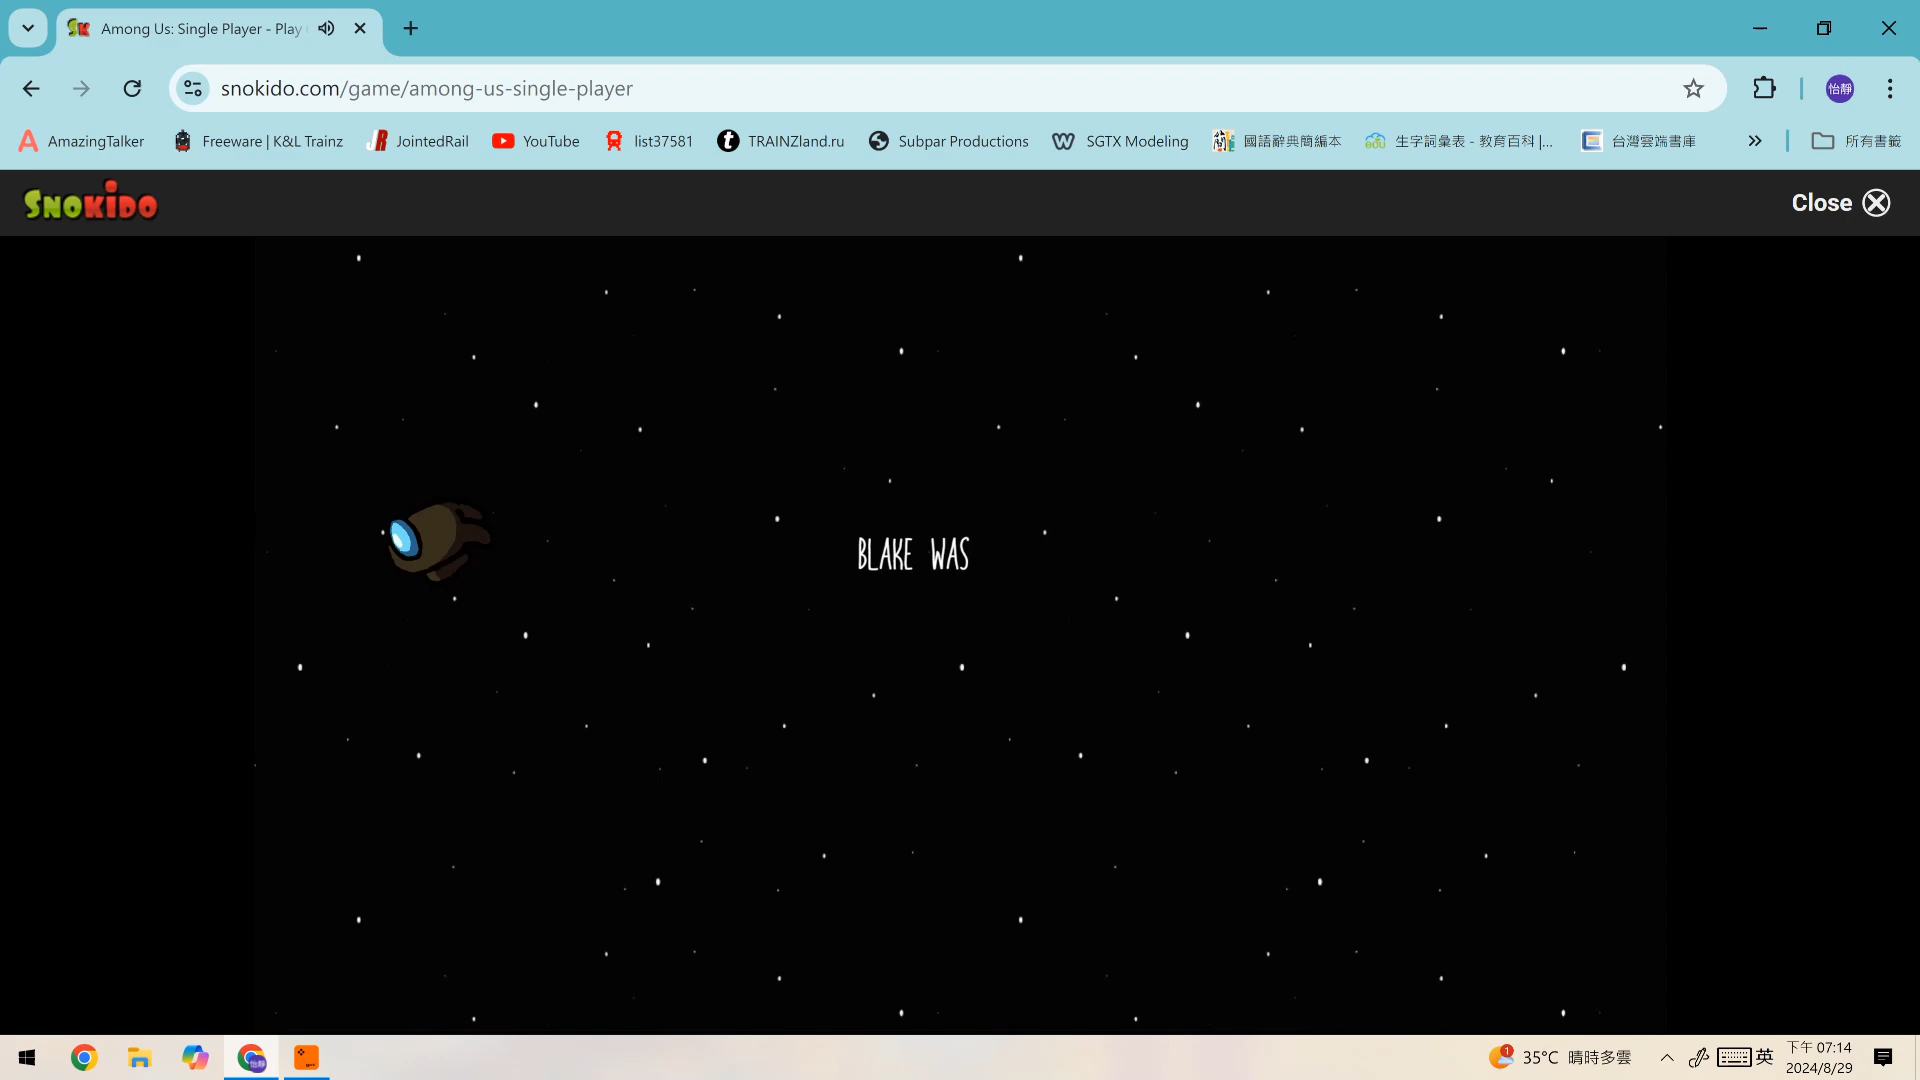 Among Us: Single Player - Play
snokido.com/game/among-us-single-player
怡靜
AmazingTalker
Freeware | K&L Trainz
JointedRail
YouTube
list37581
TRAINZland.ru
Subpar Productions
SGTX Modeling
國語辭典簡編本
生字詞彙表 - 教育百科 |...
台灣雲端書庫
所有書籤
SNOKIDO
Close
BLAKE WAS
1
35°C 晴時多雲
英
下午 07:14
2024/8/29